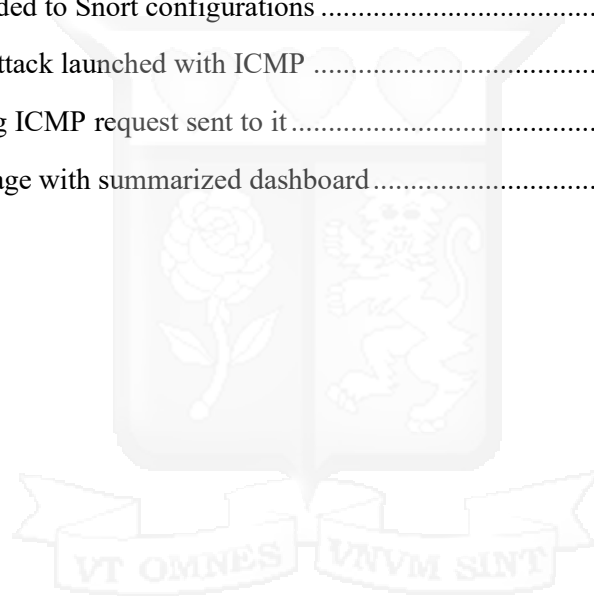 ded to Snort configurations ......................................
ttack launched with ICMP .......................................
g ICMP request sent to it ..........................................
age with summarized dashboard ..............................
VT OMNES VNVM SINT